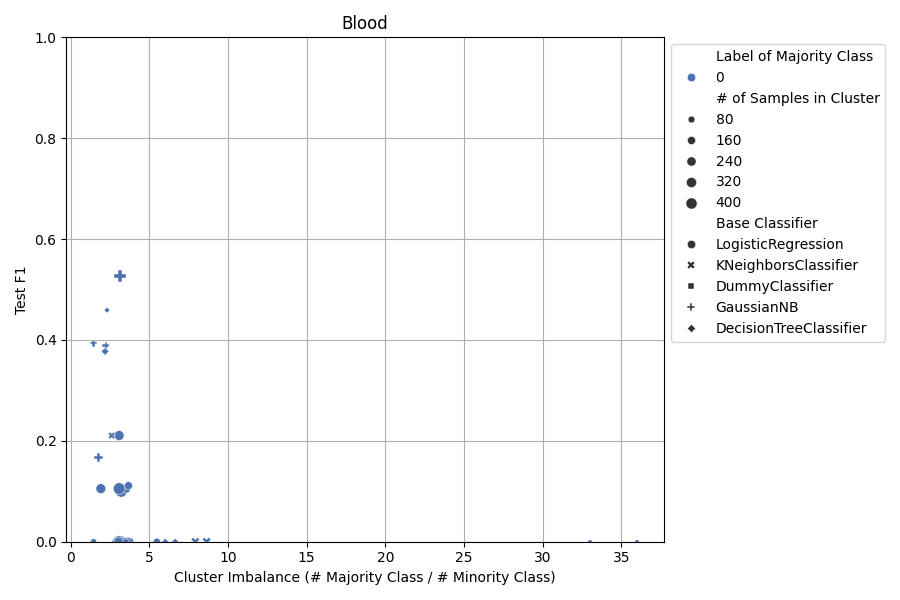 Blood
1.0
0.8
0.6
0.4
0.2
0.0
Test F1
0
5
10
15
20
25
30
35
Cluster Imbalance (# Majority Class / # Minority Class)
Label of Majority Class
0
# of Samples in Cluster
80
160
240
320
400
Base Classifier
LogisticRegression
KNeighborsClassifier
DummyClassifier
GaussianNB
DecisionTreeClassifier